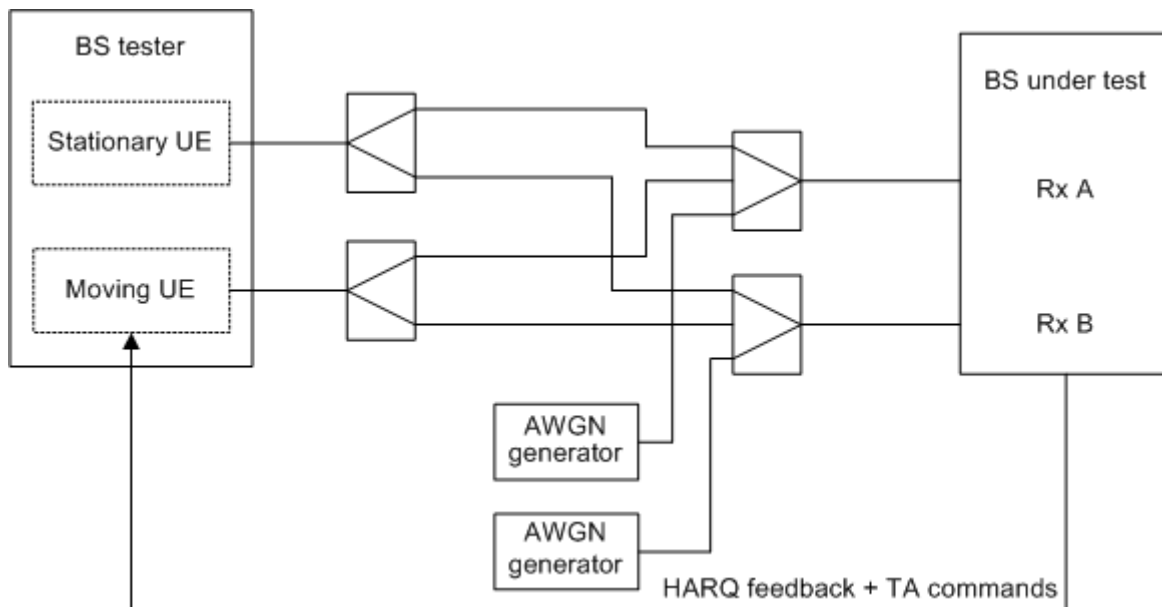 BS tester
Stationary UE
Moving UE
BS under test
Rx A
Rx B
AWGN
generator
AWGN
generator
HARQ feedback + TA commands